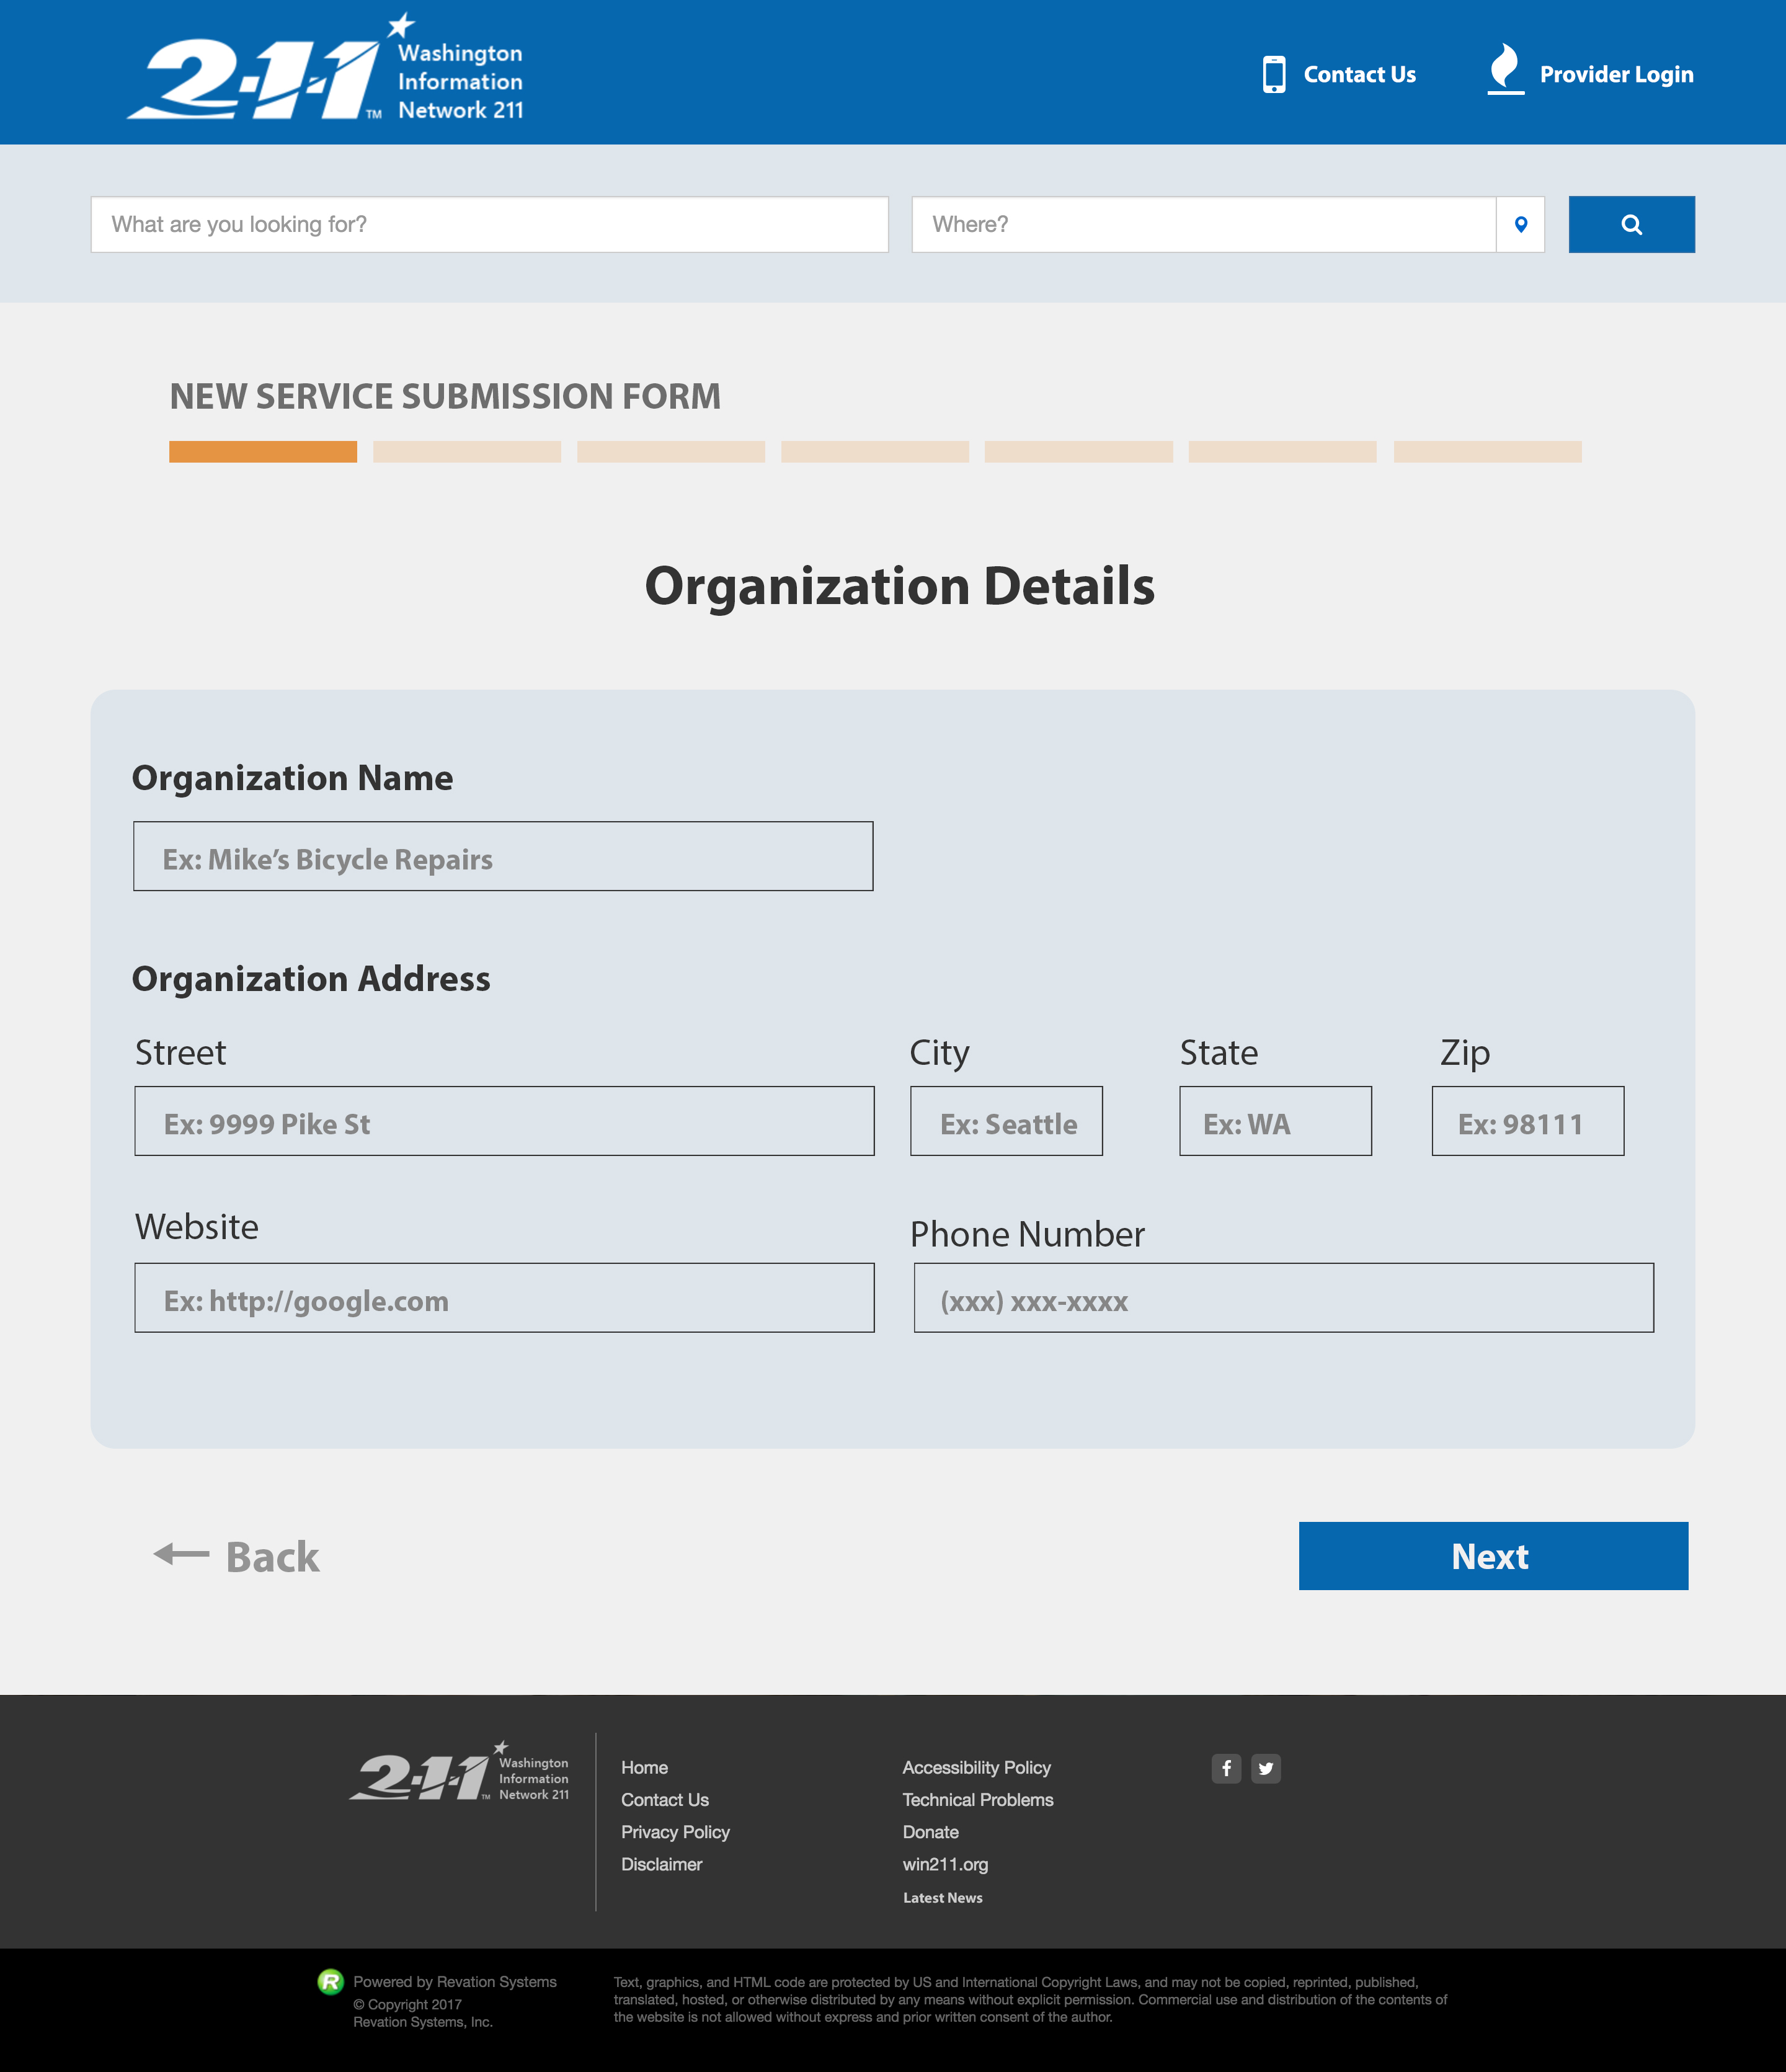 2-1-1
TM
Washington
Information
Network 211
Contact Us
Provider Login
What are you looking for?
Where?
NEW SERVICE SUBMISSION FORM
Organization Details
Organization Name
Ex: Mike’s Bicycle Repairs
Organization Address
Street City State Zip
Ex: 9999 Pike St Ex: Seattle Ex: WA Ex: 98111
Website Phone Number
Ex: http://google.com (xxx) xxx-xxxx
Back
Next
2-1-1
TM
Washington
Information
Network 211
Home
Contact Us
Privacy Policy
Disclaimer
Accessibility Policy
Technical Problems
Donate
win211.org
Latest News
f
R
Powered by Revation Systems
© Copyright 2017
Revation Systems, Inc.
Text, graphics, and HTML code are protected by US and International Copyright Laws, and may not be copied, reprinted, published,
translated, hosted, or otherwise distributed by any means without explicit permission. Commercial use and distribution of the contents of
the website is not allowed without express and prior written consent of the author.